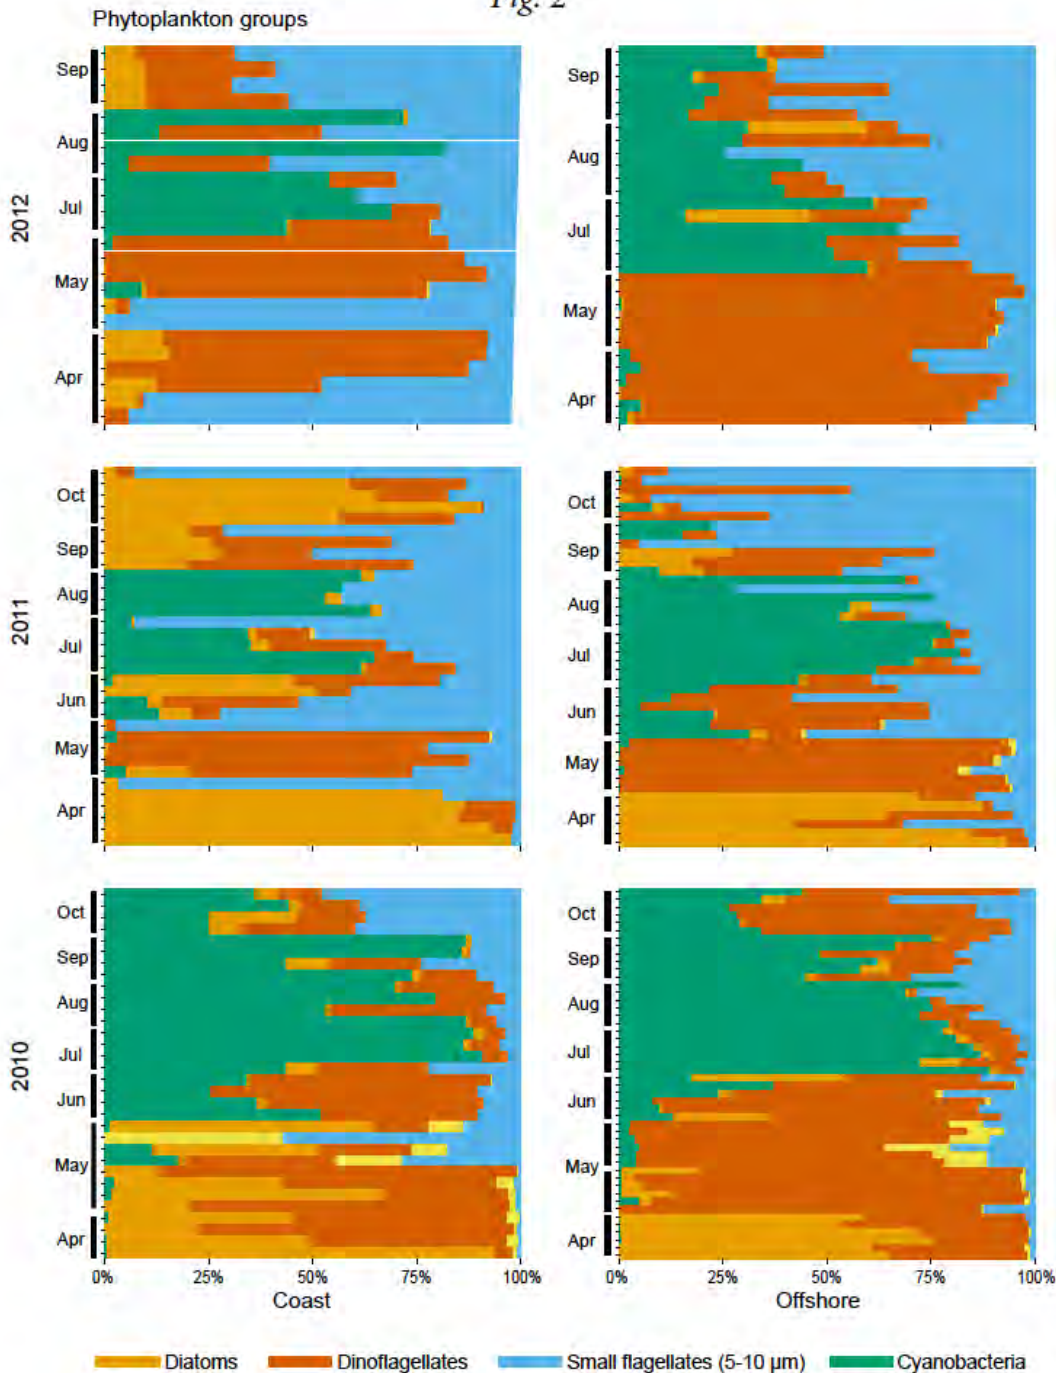 Fig. 2
Phytoplankton groups
2012
Sep
Aug
Jul
May
Apr
Sep
Aug
Jul
May
Apr
2011
Oct
Sep
Aug
Jul
Jun
May
Apr
Oct
Sep
Aug
Jul
Jun
May
Apr
2010
Oct
Sep
Aug
Jul
Jun
May
Apr
Oct
Sep
Aug
Jul
Jun
May
Apr
0% 25% 50% 75% 100% 0% 25% 50% 75% 100%
Coast Offshore
Diatoms Dinoflagellates Small flagellates (5-10 µm) Cyanobacteria